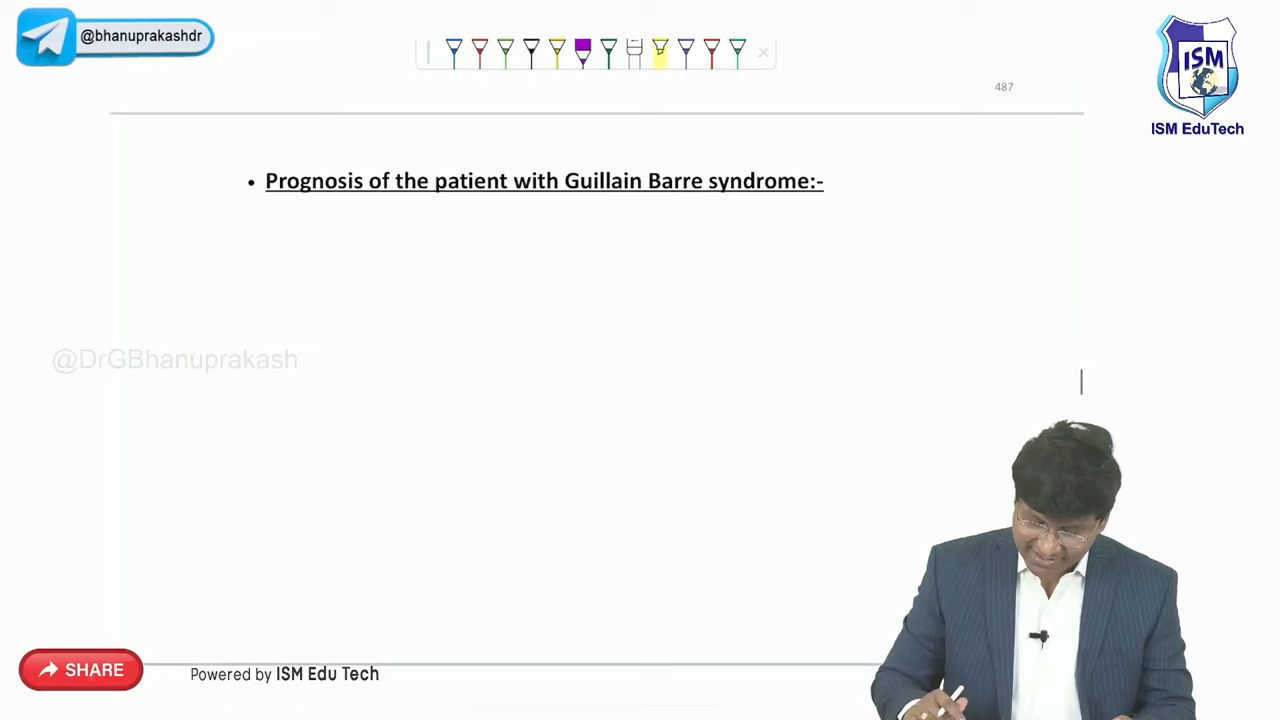 @bhanuprakashdr
ISM
ISM EduTech
487
• Prognosis of the patient with Guillain Barre syndrome:-
@DrGBhanuprakash
SHARE
Powered by ISM Edu Tech